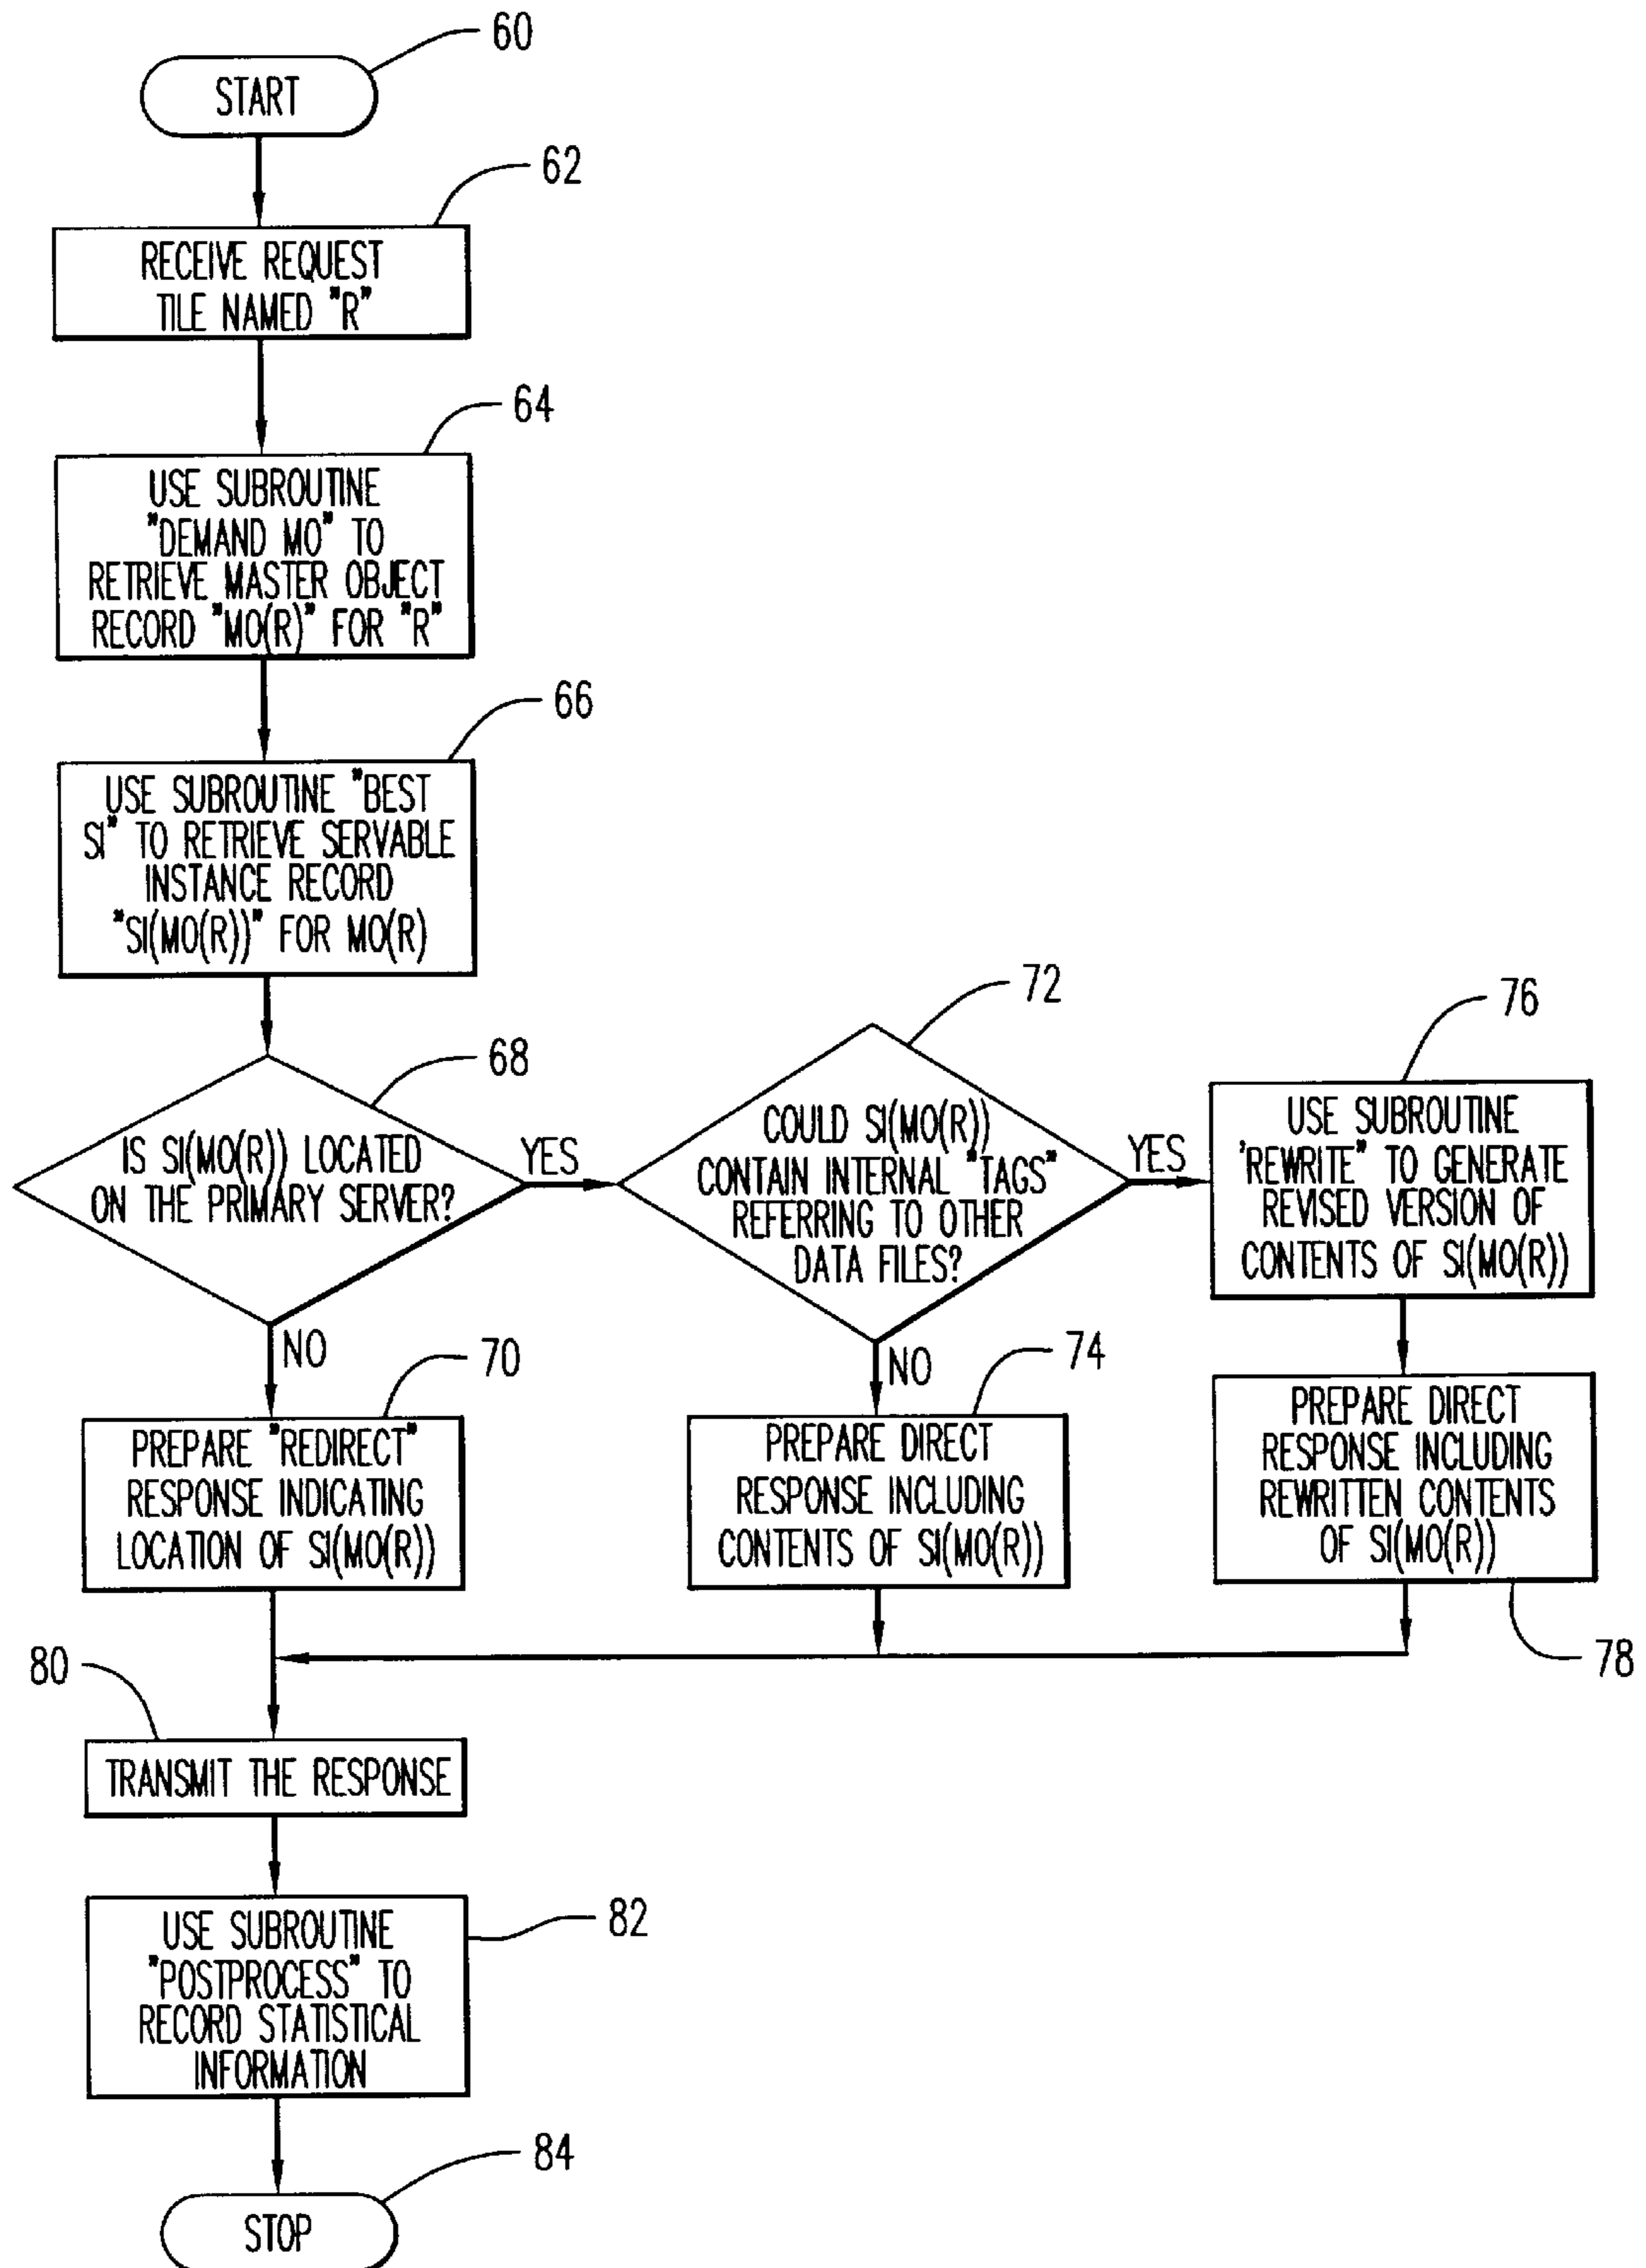 60
START
62
RECEIVE REQUEST
TILE NAMED "R"
64
USE SUBROUTINE
"DEMAND MO" TO
RETRIEVE MASTER OBJECT
RECORD "MO(R)" FOR "R"
66
USE SUBROUTINE "BEST
SI" TO RETRIEVE SERVABLE
INSTANCE RECORD
"SI(MO(R))" FOR MO(R)
68
IS SI(MO(R)) LOCATED
ON THE PRIMARY SERVER?
YES
NO
72
COULD SI(MO(R))
CONTAIN INTERNAL "TAGS"
REFERRING TO OTHER
DATA FILES?
YES
NO
76
USE SUBROUTINE
'REWRITE" TO GENERATE
REVISED VERSION OF
CONTENTS OF SI(MO(R))
70
PREPARE "REDIRECT"
RESPONSE INDICATING
LOCATION OF SI(MO(R))
74
PREPARE DIRECT
RESPONSE INCLUDING
CONTENTS OF SI(MO(R))
PREPARE DIRECT
RESPONSE INCLUDING
REWRITTEN CONTENTS
OF SI(MO(R))
78
80
TRANSMIT THE RESPONSE
82
USE SUBROUTINE
"POSTPROCESS" TO
RECORD STATISTICAL
INFORMATION
84
STOP